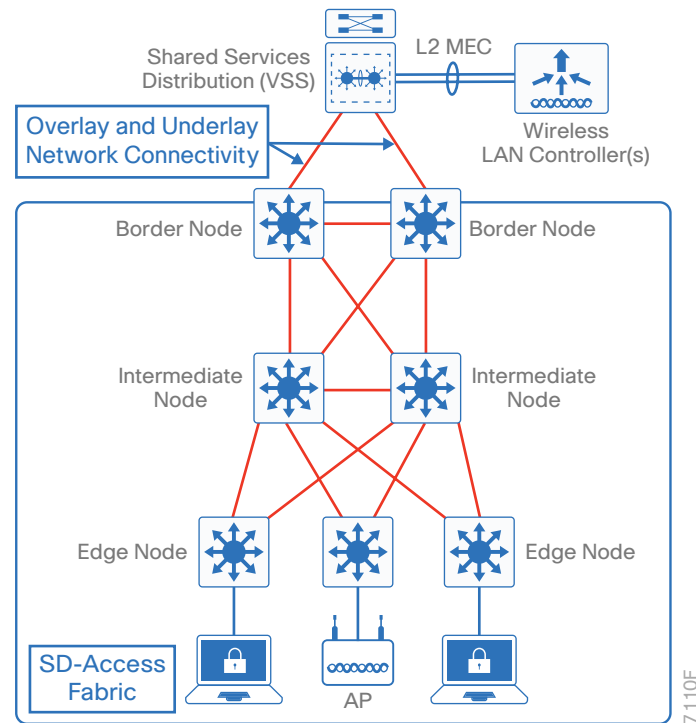 Shared Services
Distribution (VSS)
L2 MEC
Wireless
LAN Controller(s)
Overlay and Underlay
Network Connectivity
Border Node
Border Node
Intermediate
Node
Intermediate
Node
Edge Node
Edge Node
SD-Access
Fabric
AP
7110F